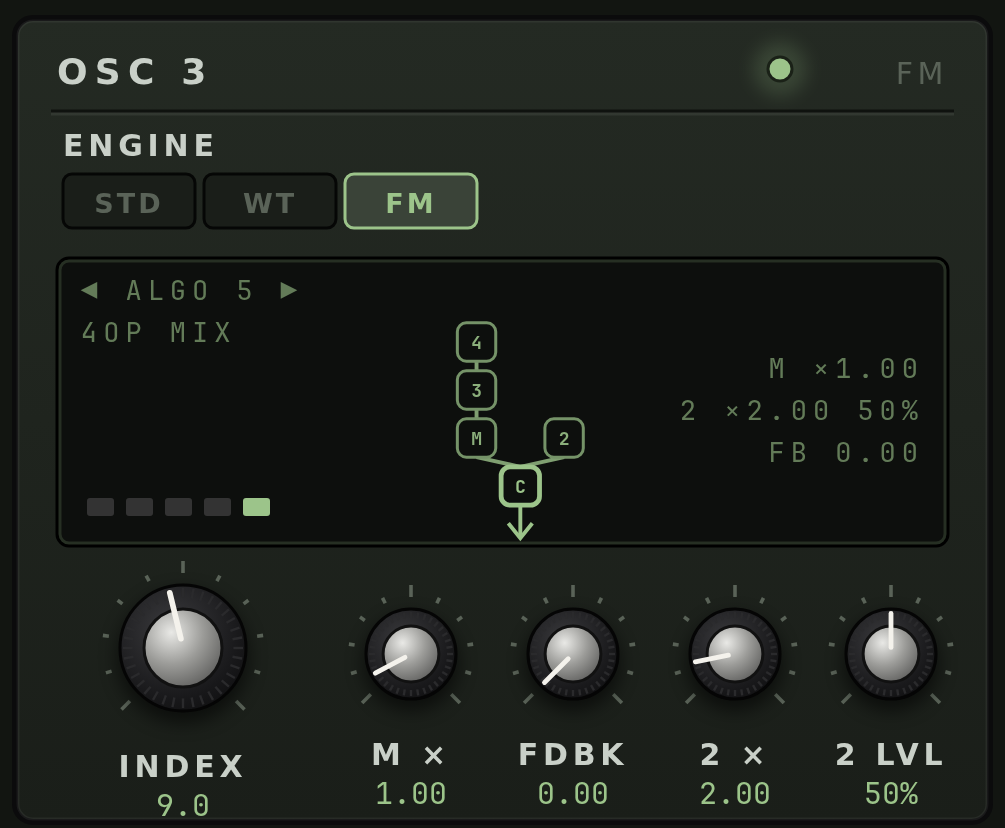 OSC 3 FM
ENGINE
STD WT FM
◀ ALGO 5 ▶
4OP MIX
4
3
M 2
C
M ×1.00
2 ×2.00 50%
FB 0.00
INDEX M × FDBK 2 × 2 LVL
9.0 1.00 0.00 2.00 50%